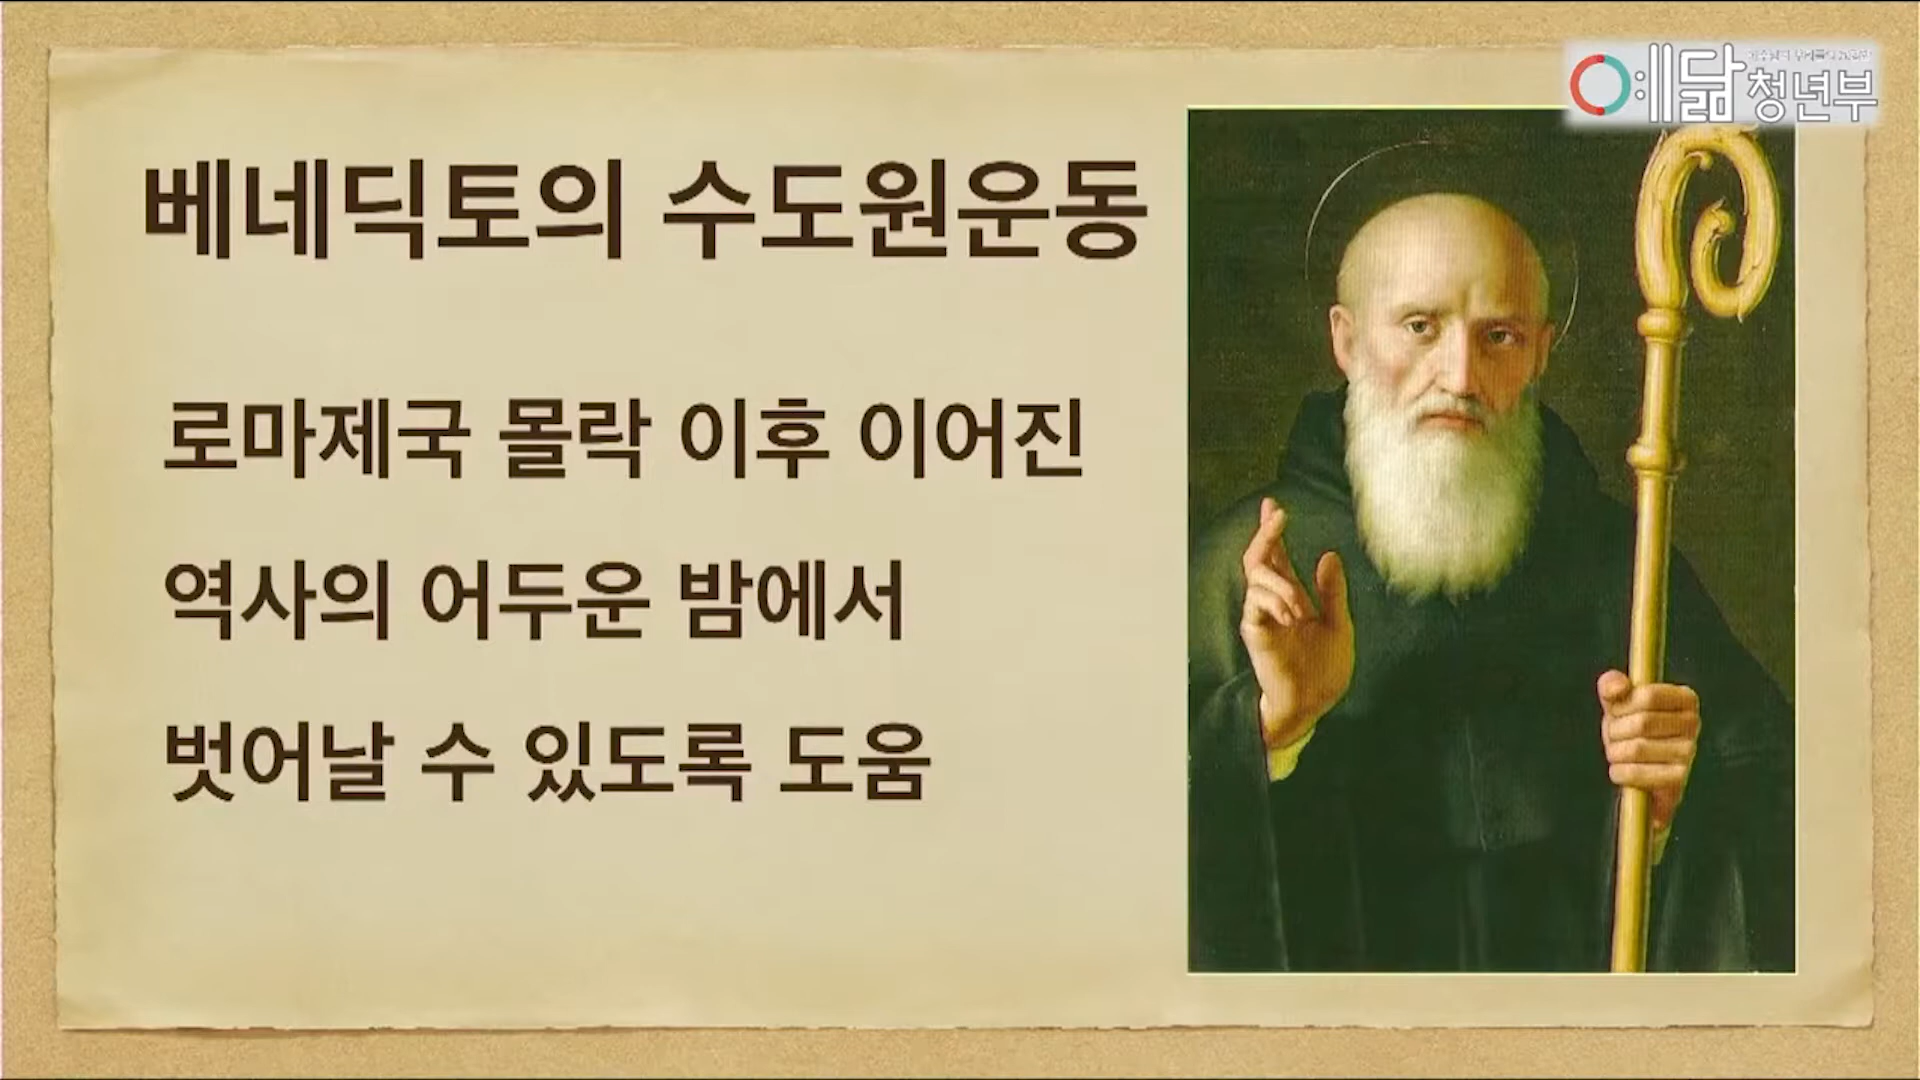 예닮 청년부
베네딕토의 수도원운동
로마제국 몰락 이후 이어진
역사의 어두운 밤에서
벗어날 수 있도록 도움